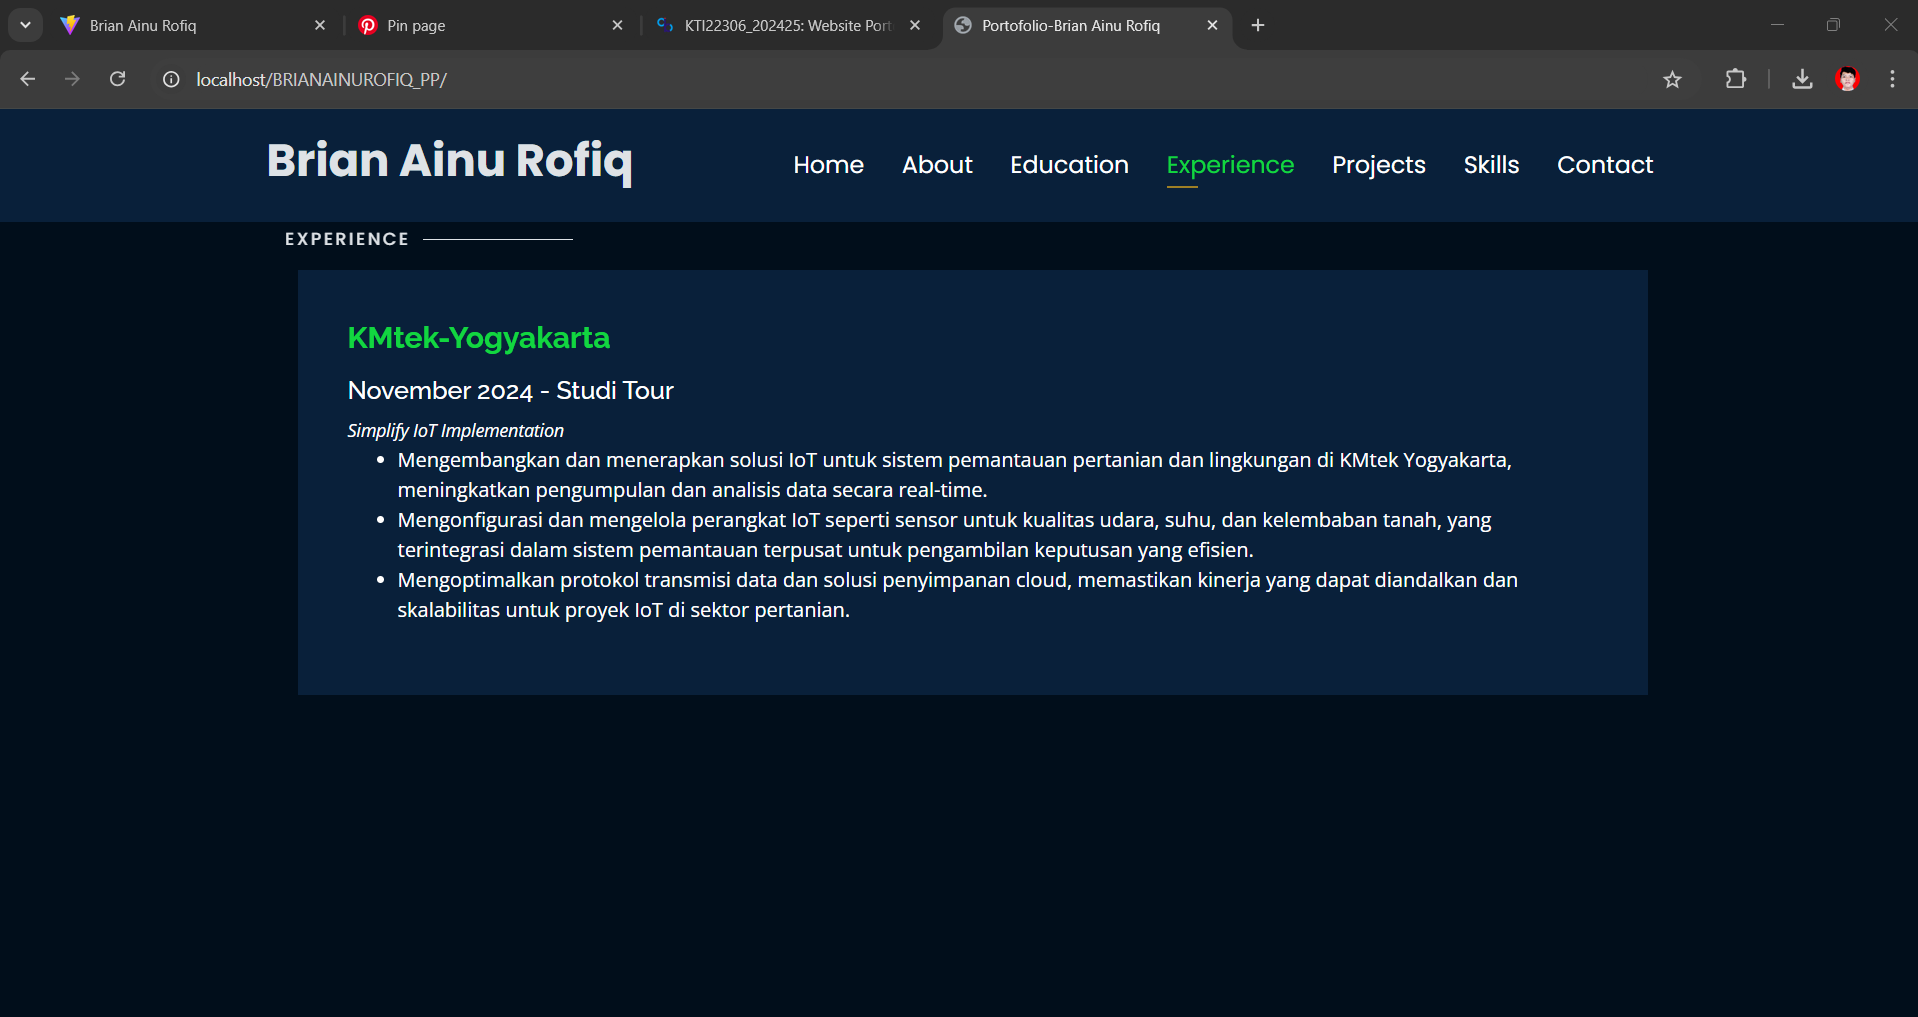 Brian Ainu Rofiq
Pin page
KTI22306_202425: Website Port
Portofolio-Brian Ainu Rofiq
localhost/BRIANAINUROFIQ_PP/
Brian Ainu Rofiq
Home
About
Education
Experience
Projects
Skills
Contact
EXPERIENCE
KMtek-Yogyakarta
November 2024 - Studi Tour
Simplify IoT Implementation
Mengembangkan dan menerapkan solusi IoT untuk sistem pemantauan pertanian dan lingkungan di KMtek Yogyakarta,
meningkatkan pengumpulan dan analisis data secara real-time.
Mengonfigurasi dan mengelola perangkat IoT seperti sensor untuk kualitas udara, suhu, dan kelembaban tanah, yang
terintegrasi dalam sistem pemantauan terpusat untuk pengambilan keputusan yang efisien.
Mengoptimalkan protokol transmisi data dan solusi penyimpanan cloud, memastikan kinerja yang dapat diandalkan dan
skalabilitas untuk proyek IoT di sektor pertanian.